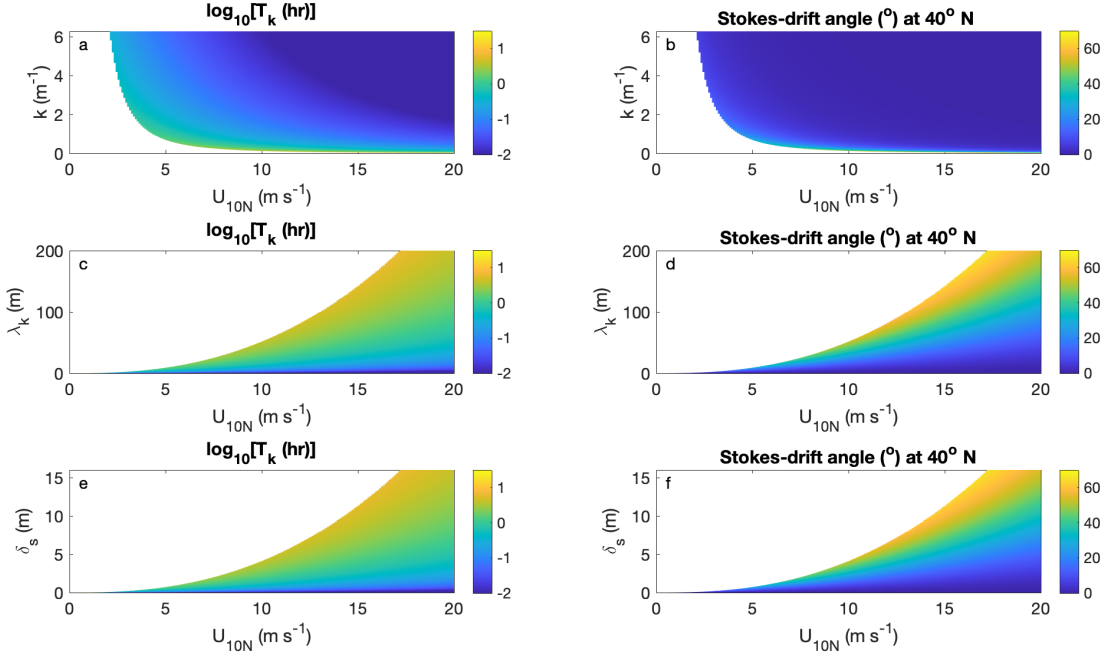 log10[Tk (hr)]
a
6
4
2
0
k (m-1)
0 5 10 15 20
U10N (m s-1)
1
0
-1
-2
Stokes-drift angle (o) at 40o N
b
6
4
2
0
k (m-1)
0 5 10 15 20
U10N (m s-1)
60
40
20
0
log10[Tk (hr)]
c
200
100
0
λk (m)
0 5 10 15 20
U10N (m s-1)
1
0
-1
-2
Stokes-drift angle (o) at 40o N
d
200
100
0
λk (m)
0 5 10 15 20
U10N (m s-1)
60
40
20
0
log10[Tk (hr)]
e
15
10
5
0
δs (m)
0 5 10 15 20
U10N (m s-1)
1
0
-1
-2
Stokes-drift angle (o) at 40o N
f
15
10
5
0
δs (m)
0 5 10 15 20
U10N (m s-1)
60
40
20
0